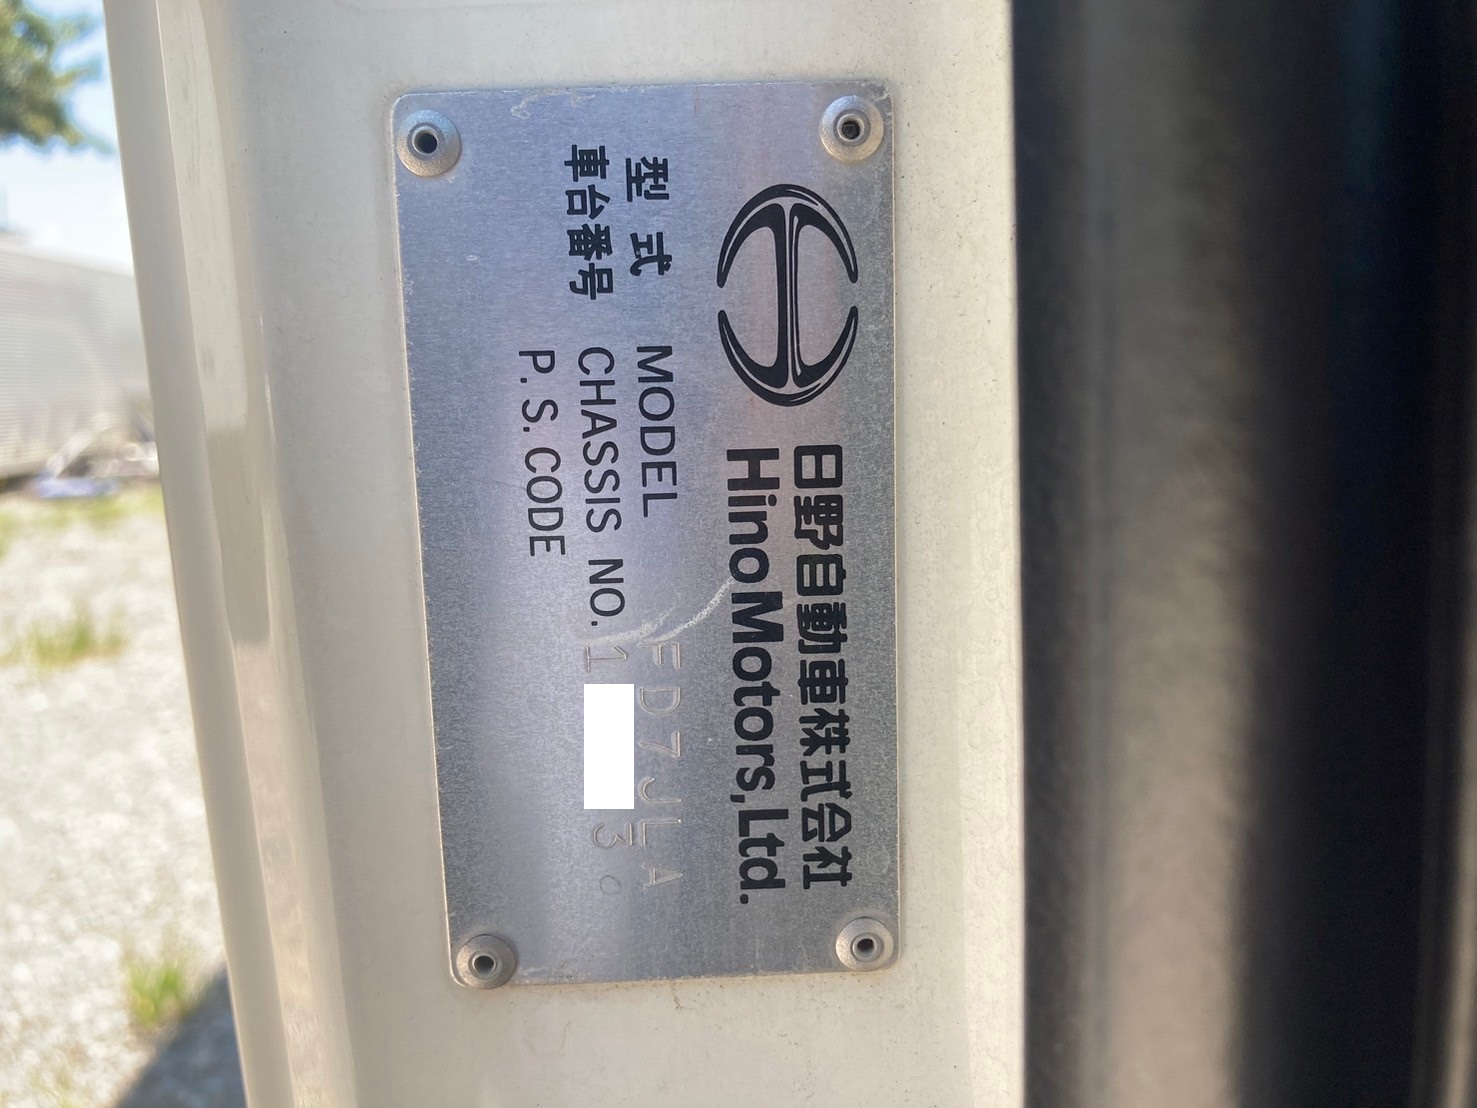 日野自動車株式会社
Hino Motors, Ltd.
型式 MODEL FD7JLA
車台番号 CHASSIS NO. 1 3
P. S. CODE